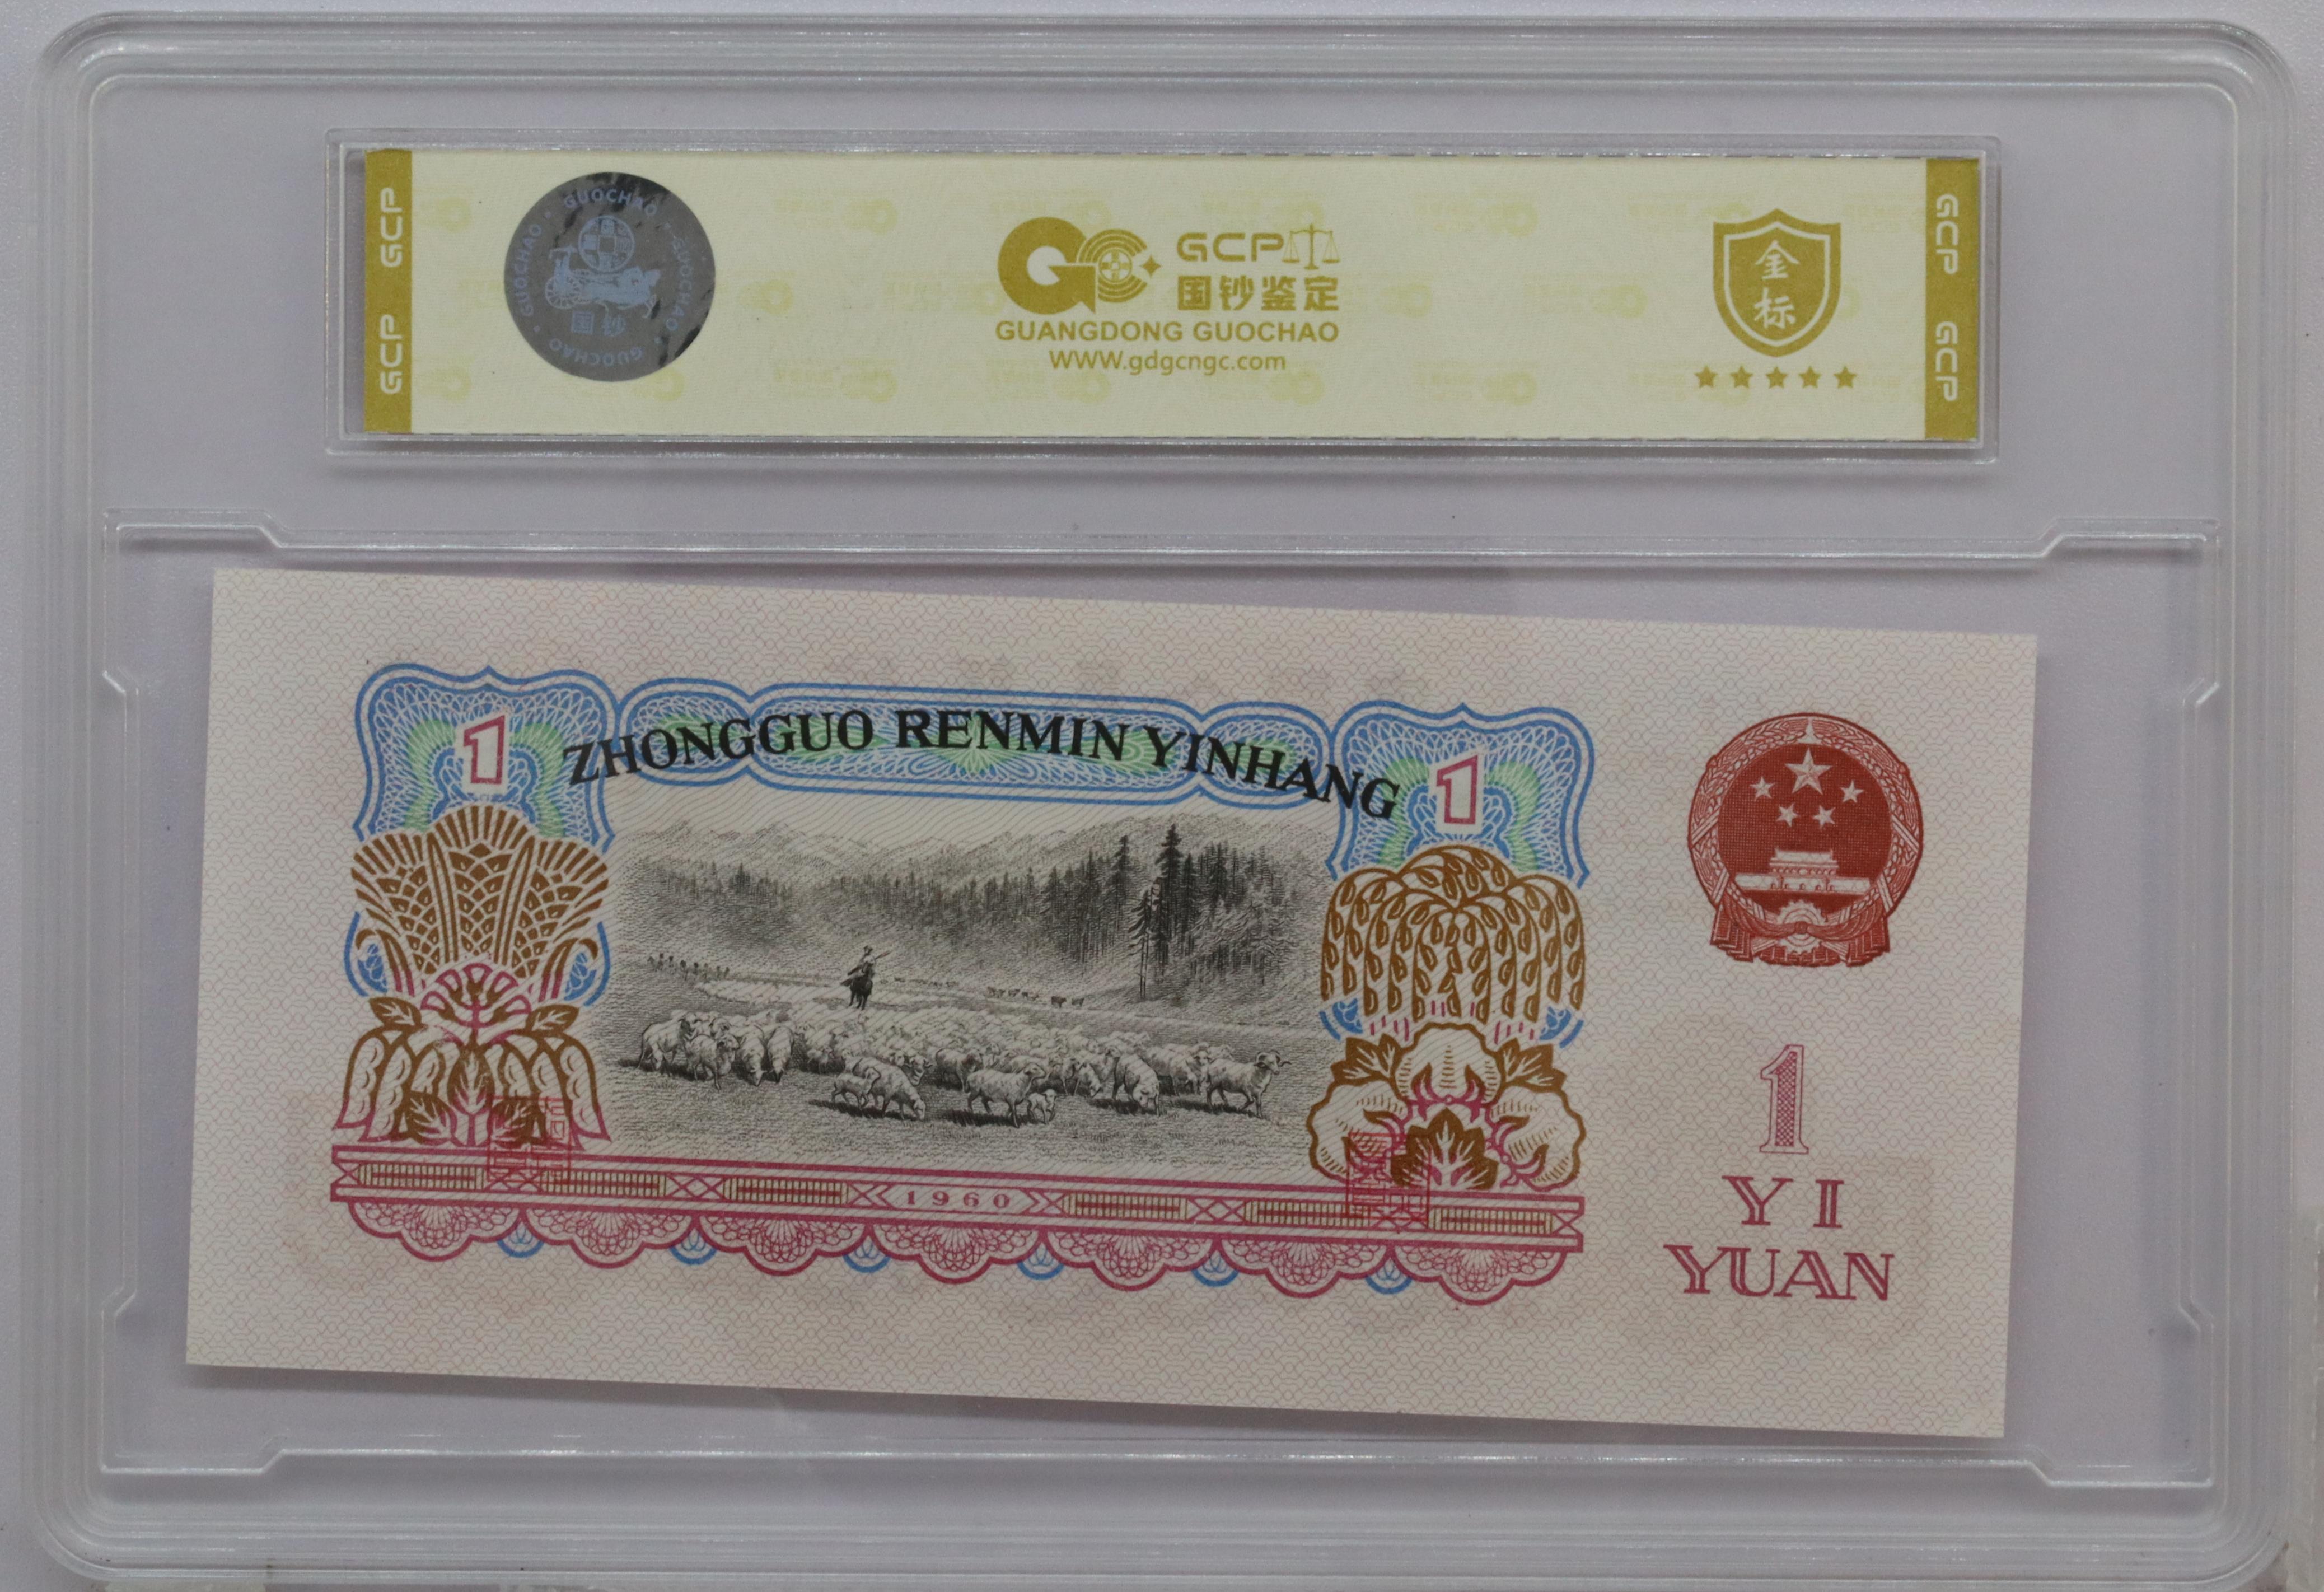 GCP
GCP
GUOCHAO · GUOCHAO · GUOCHAO · GUOCHAO
国钞
GCP
国钞鉴定
GUANGDONG GUOCHAO
WWW.gdgcngc.com
金
标
GCP
GCP
1
ZHONGGUO RENMIN YINHANG
1
1960
1
YI
YUAN